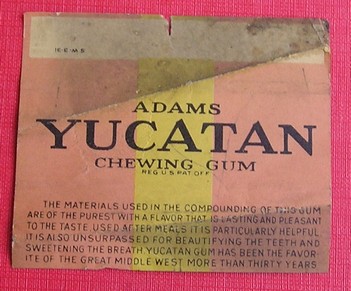 16-E-M S
ADAMS
YUCATAN
CHEWING GUM
REG U S PAT OFF
THE MATERIALS USED IN THE COMPOUNDING OF THIS GUM
ARE OF THE PUREST WITH A FLAVOR THAT IS LASTING AND PLEASANT
TO THE TASTE USED AFTER MEALS IT IS PARTICULARLY HELPFUL
IT IS ALSO UNSURPASSED FOR BEAUTIFYING THE TEETH AND
SWEETENING THE BREATH. YUCATAN GUM HAS BEEN THE FAVOR-
ITE OF THE GREAT MIDDLE WEST MORE THAN THIRTY YEARS